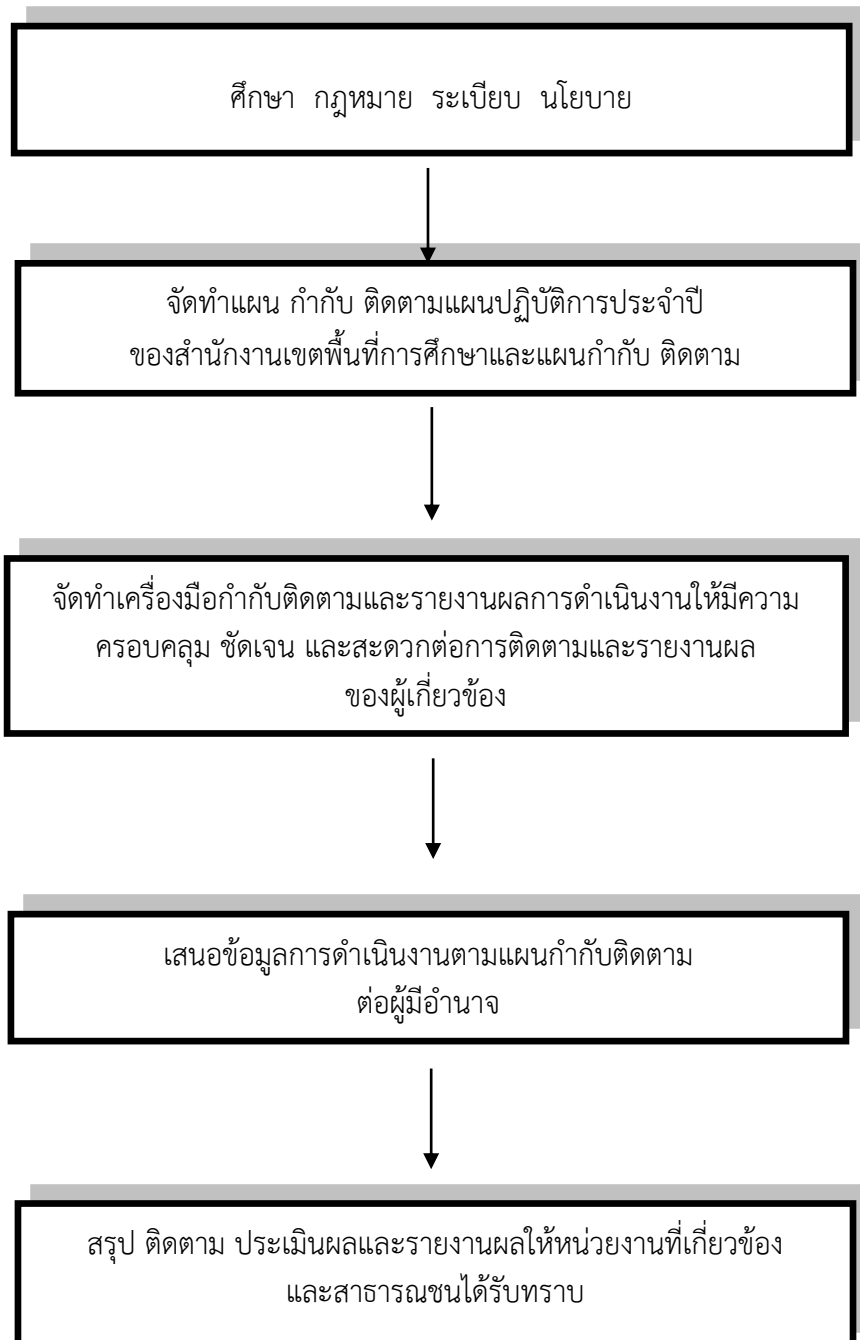 ศึกษา กฎหมาย ระเบียบ นโยบาย
จัดทำแผน กำกับ ติดตามแผนปฏิบัติการประจำปี
ของสำนักงานเขตพื้นที่การศึกษาและแผนกำกับ ติดตาม
จัดทำเครื่องมือกำกับติดตามและรายงานผลการดำเนินงานให้มีความ
ครอบคลุม ชัดเจน และสะดวกต่อการติดตามและรายงานผล
ของผู้เกี่ยวข้อง
เสนอข้อมูลการดำเนินงานตามแผนกำกับติดตาม
ต่อผู้มีอำนาจ
สรุป ติดตาม ประเมินผลและรายงานผลให้หน่วยงานที่เกี่ยวข้อง
และสาธารณชนได้รับทราบ